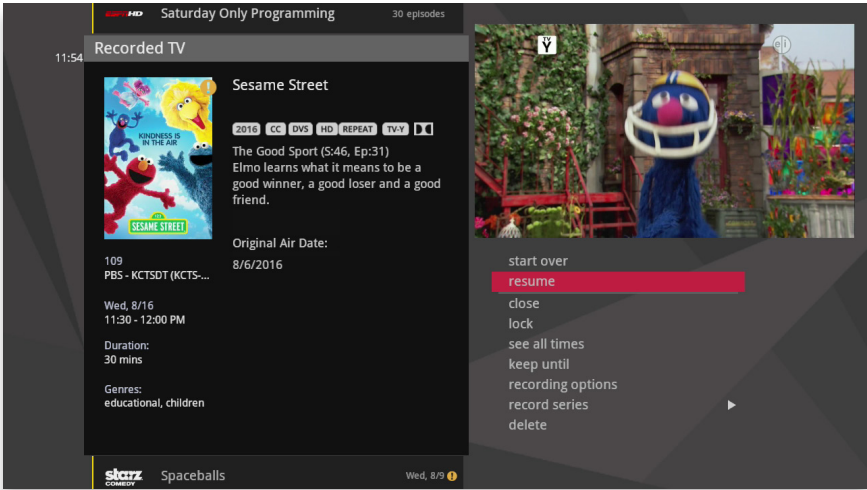 ESPN HD Saturday Only Programming 30 episodes
11:54
Recorded TV
KINDNESS IS
IN THE AIR
123
SESAME STREET
Sesame Street
2016 CC DVS HD REPEAT TV-Y
The Good Sport (S:46, Ep:31)
Elmo learns what it means to be a
good winner, a good loser and a good
friend.
Original Air Date:
8/6/2016
109
PBS - KCTSDT (KCTS-...
Wed, 8/16
11:30 - 12:00 PM
Duration:
30 mins
Genres:
educational, children
TV
Y
e/i
start over
resume
close
lock
see all times
keep until
recording options
record series
delete
starz
COMEDY
Spaceballs Wed, 8/9